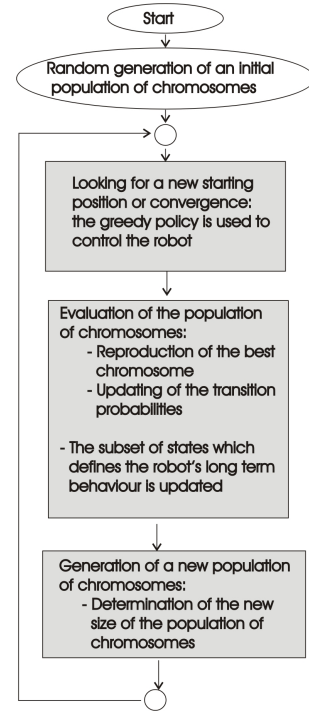 Start
Random generation of an initial
population of chromosomes
Looking for a new starting
position or convergence:
the greedy policy is used to
control the robot
Evaluation of the population
of chromosomes:
- Reproduction of the best
chromosome
- Updating of the transition
probabilities
- The subset of states which
defines the robot's long term
behaviour is updated
Generation of a new population
of chromosomes:
- Determination of the new
size of the population of
chromosomes